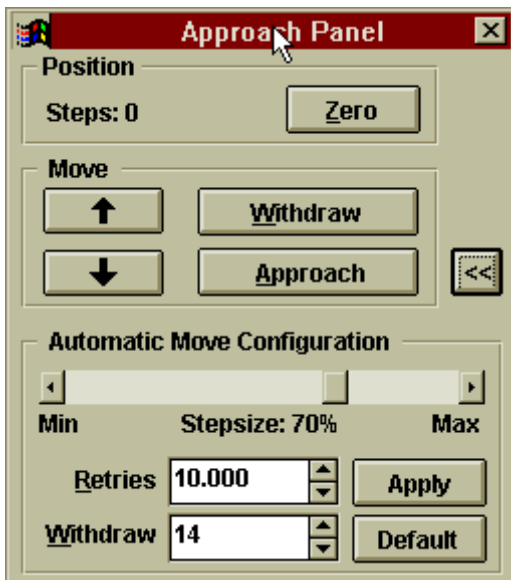 Approach Panel
Position
Steps: 0
Zero
Move
Withdraw
Approach
<<
Automatic Move Configuration
Min Stepsize: 70% Max
Retries 10.000 Apply
Withdraw 14 Default